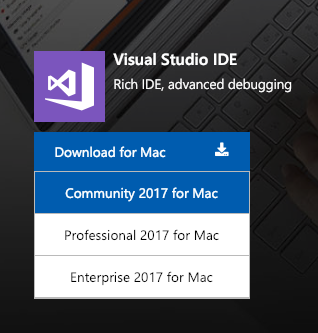 Visual Studio IDE
Rich IDE, advanced debugging
Download for Mac
Community 2017 for Mac
Professional 2017 for Mac
Enterprise 2017 for Mac